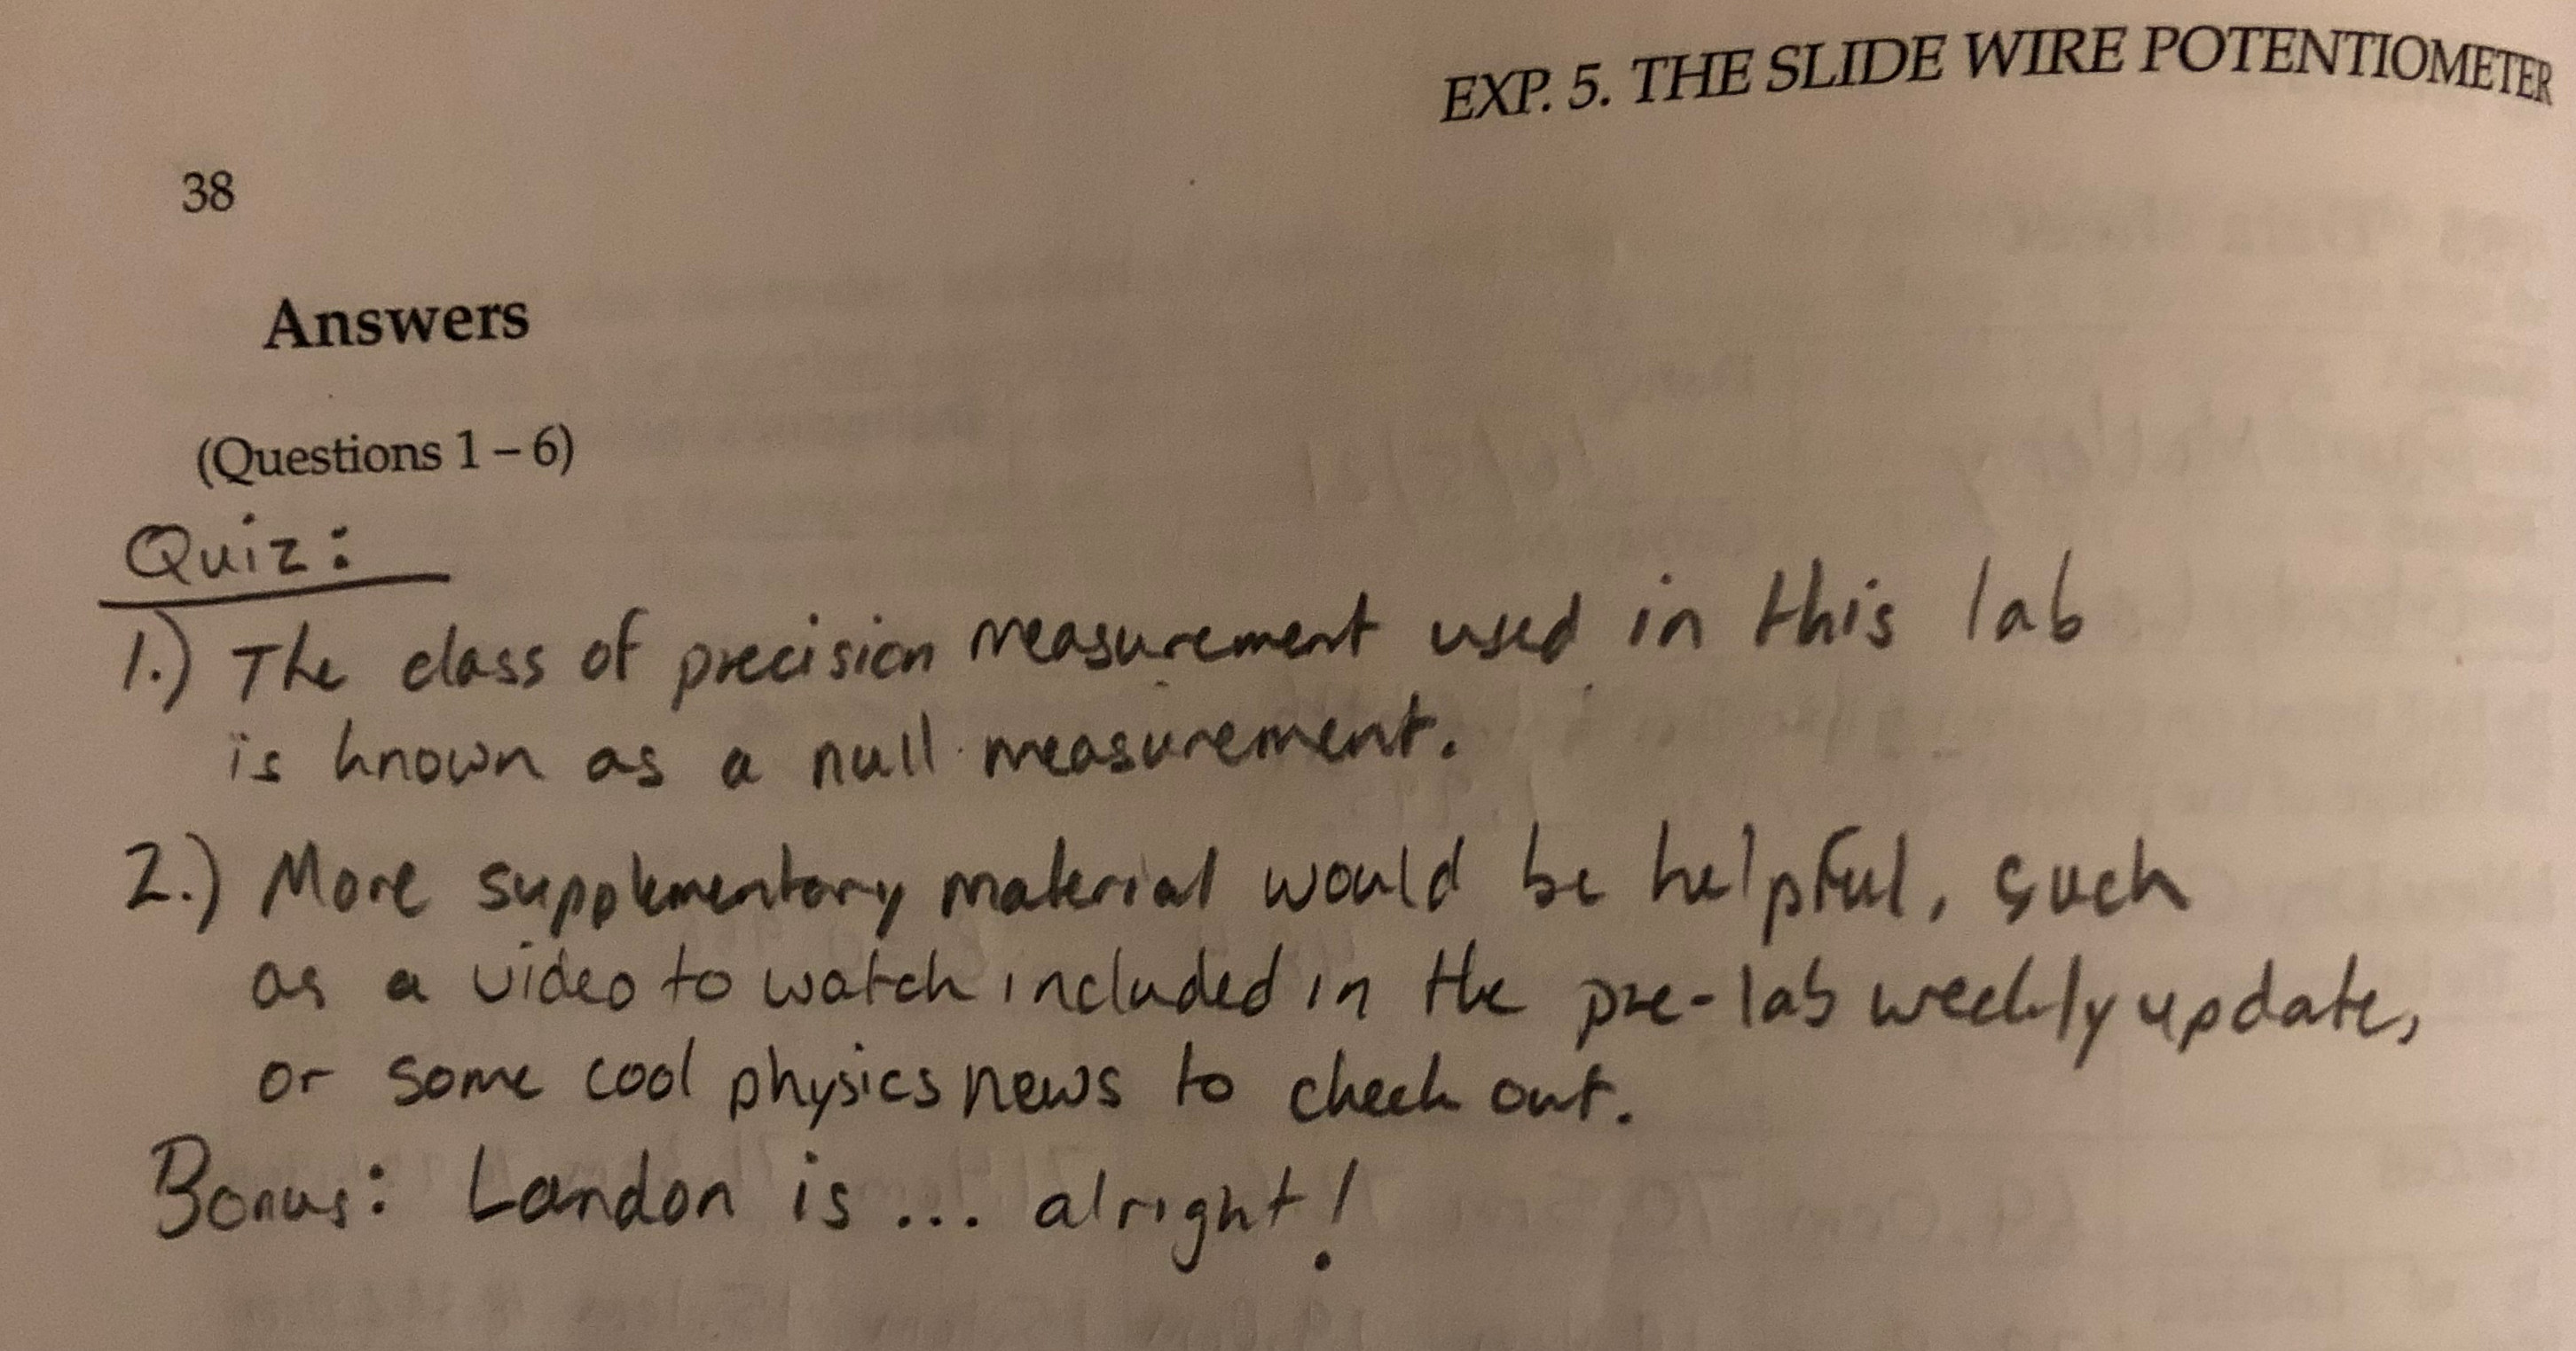 EXP. 5. THE SLIDE WIRE POTENTIOMETER
38
Answers
(Questions 1 – 6)
Quiz:
1.) The class of precision measurement used in this lab
is known as a null measurement.
2.) More supplementary material would be helpful, such
as a video to watch included in the pre-lab weekly update,
or some cool physics news to check out.
Bonus: Landon is ... alright!